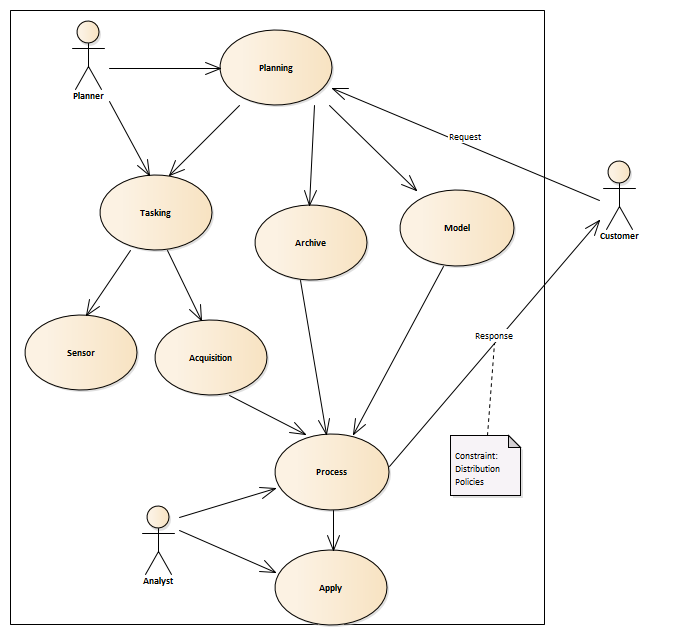 Planner
Planning
Request
Tasking
Archive
Model
Customer
Response
Sensor
Acquisition
Constraint:
Distribution
Policies
Process
Analyst
Apply